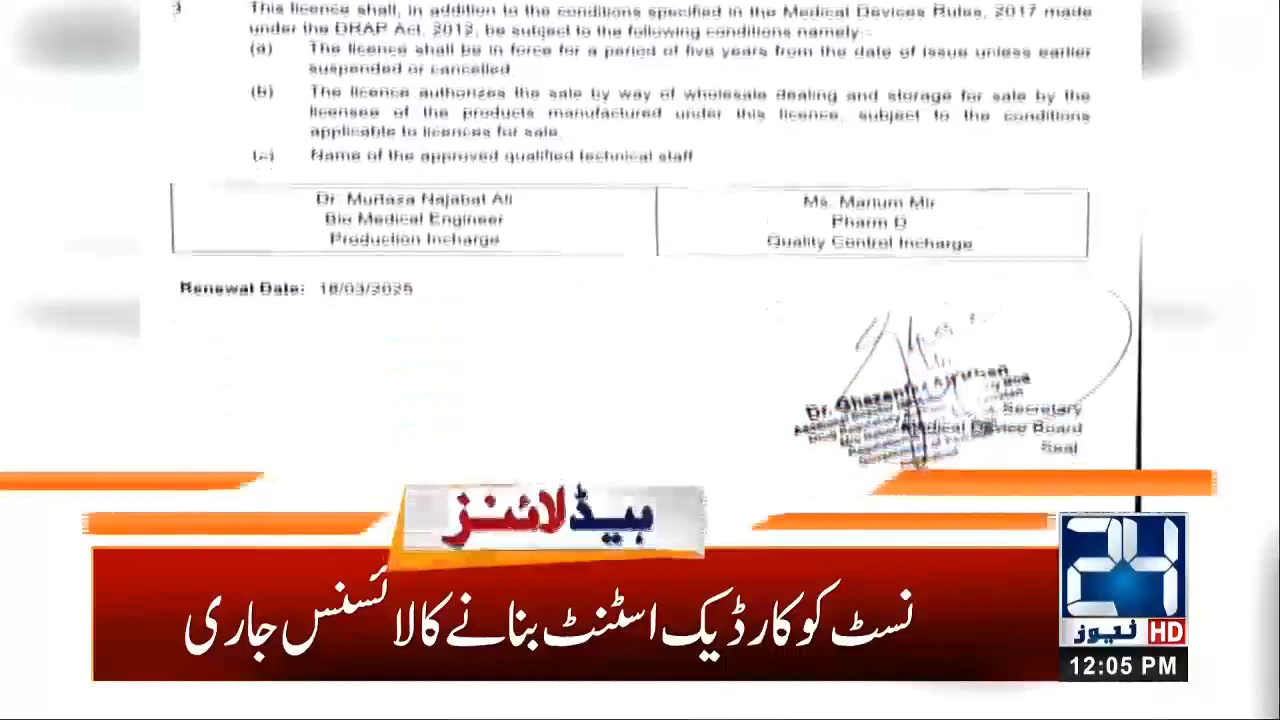 3 This licence shall, in addition to the conditions specified in the Medical Devices Rules, 2017 made
under the DRAP Act, 2012, be subject to the following conditions namely:-
(a) The licence shall be in force for a period of five years from the date of issue unless earlier
suspended or cancelled
(b) The licence authorizes the sale by way of wholesale dealing and storage for sale by the
licensee of the products manufactured under this licence, subject to the conditions
applicable to licences for sale.
(c) Name of the approved qualified technical staff
Dr. Murtaza Najabat Ali
Bio Medical Engineer
Production Incharge
Ms. Marium Mir
Pharm D
Quality Control Incharge
Renewal Date: 18/03/2025
Dr.
Secretary
Medical Device Board
Seal
ہیڈلائنز
نسٹ کو کارڈیک اسٹنٹ بنانے کا لائسنس جاری
24
نیوز HD
12:05 PM